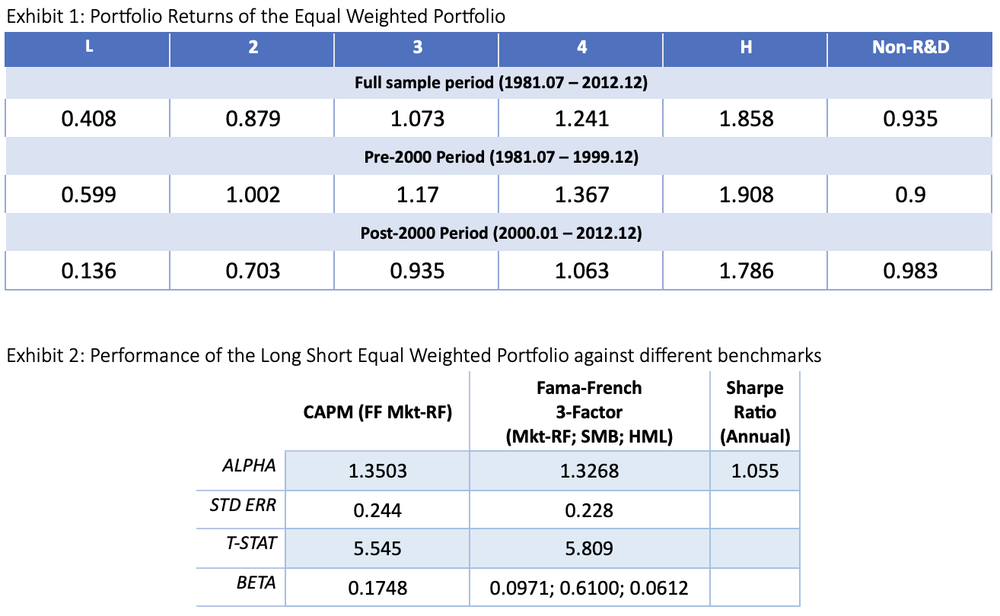 Exhibit 1: Portfolio Returns of the Equal Weighted Portfolio
L 2 3 4 H Non-R&D
Full sample period (1981.07 – 2012.12)
0.408 0.879 1.073 1.241 1.858 0.935
Pre-2000 Period (1981.07 – 1999.12)
0.599 1.002 1.17 1.367 1.908 0.9
Post-2000 Period (2000.01 – 2012.12)
0.136 0.703 0.935 1.063 1.786 0.983
Exhibit 2: Performance of the Long Short Equal Weighted Portfolio against different benchmarks
CAPM (FF Mkt-RF)
Fama-French
3-Factor
(Mkt-RF; SMB; HML)
Sharpe
Ratio
(Annual)
ALPHA 1.3503 1.3268 1.055
STD ERR 0.244 0.228
T-STAT 5.545 5.809
BETA 0.1748 0.0971; 0.6100; 0.0612